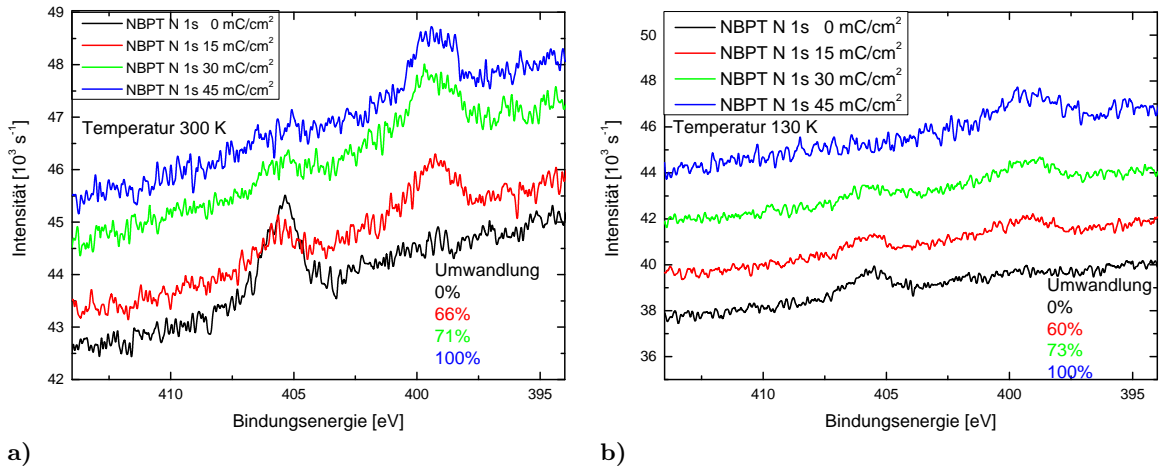 NBPT N 1s 0 mC/cm²
NBPT N 1s 15 mC/cm²
NBPT N 1s 30 mC/cm²
NBPT N 1s 45 mC/cm²
Temperatur 300 K
Umwandlung
0%
66%
71%
100%
49
48
47
46
45
44
43
42
Intensität [10³ s⁻¹]
410
405
400
395
Bindungsenergie [eV]
a)
NBPT N 1s 0 mC/cm²
NBPT N 1s 15 mC/cm²
NBPT N 1s 30 mC/cm²
NBPT N 1s 45 mC/cm²
Temperatur 130 K
Umwandlung
0%
60%
73%
100%
50
48
46
44
42
40
38
36
Intensität [10³ s⁻¹]
410
405
400
395
Bindungsenergie [eV]
b)